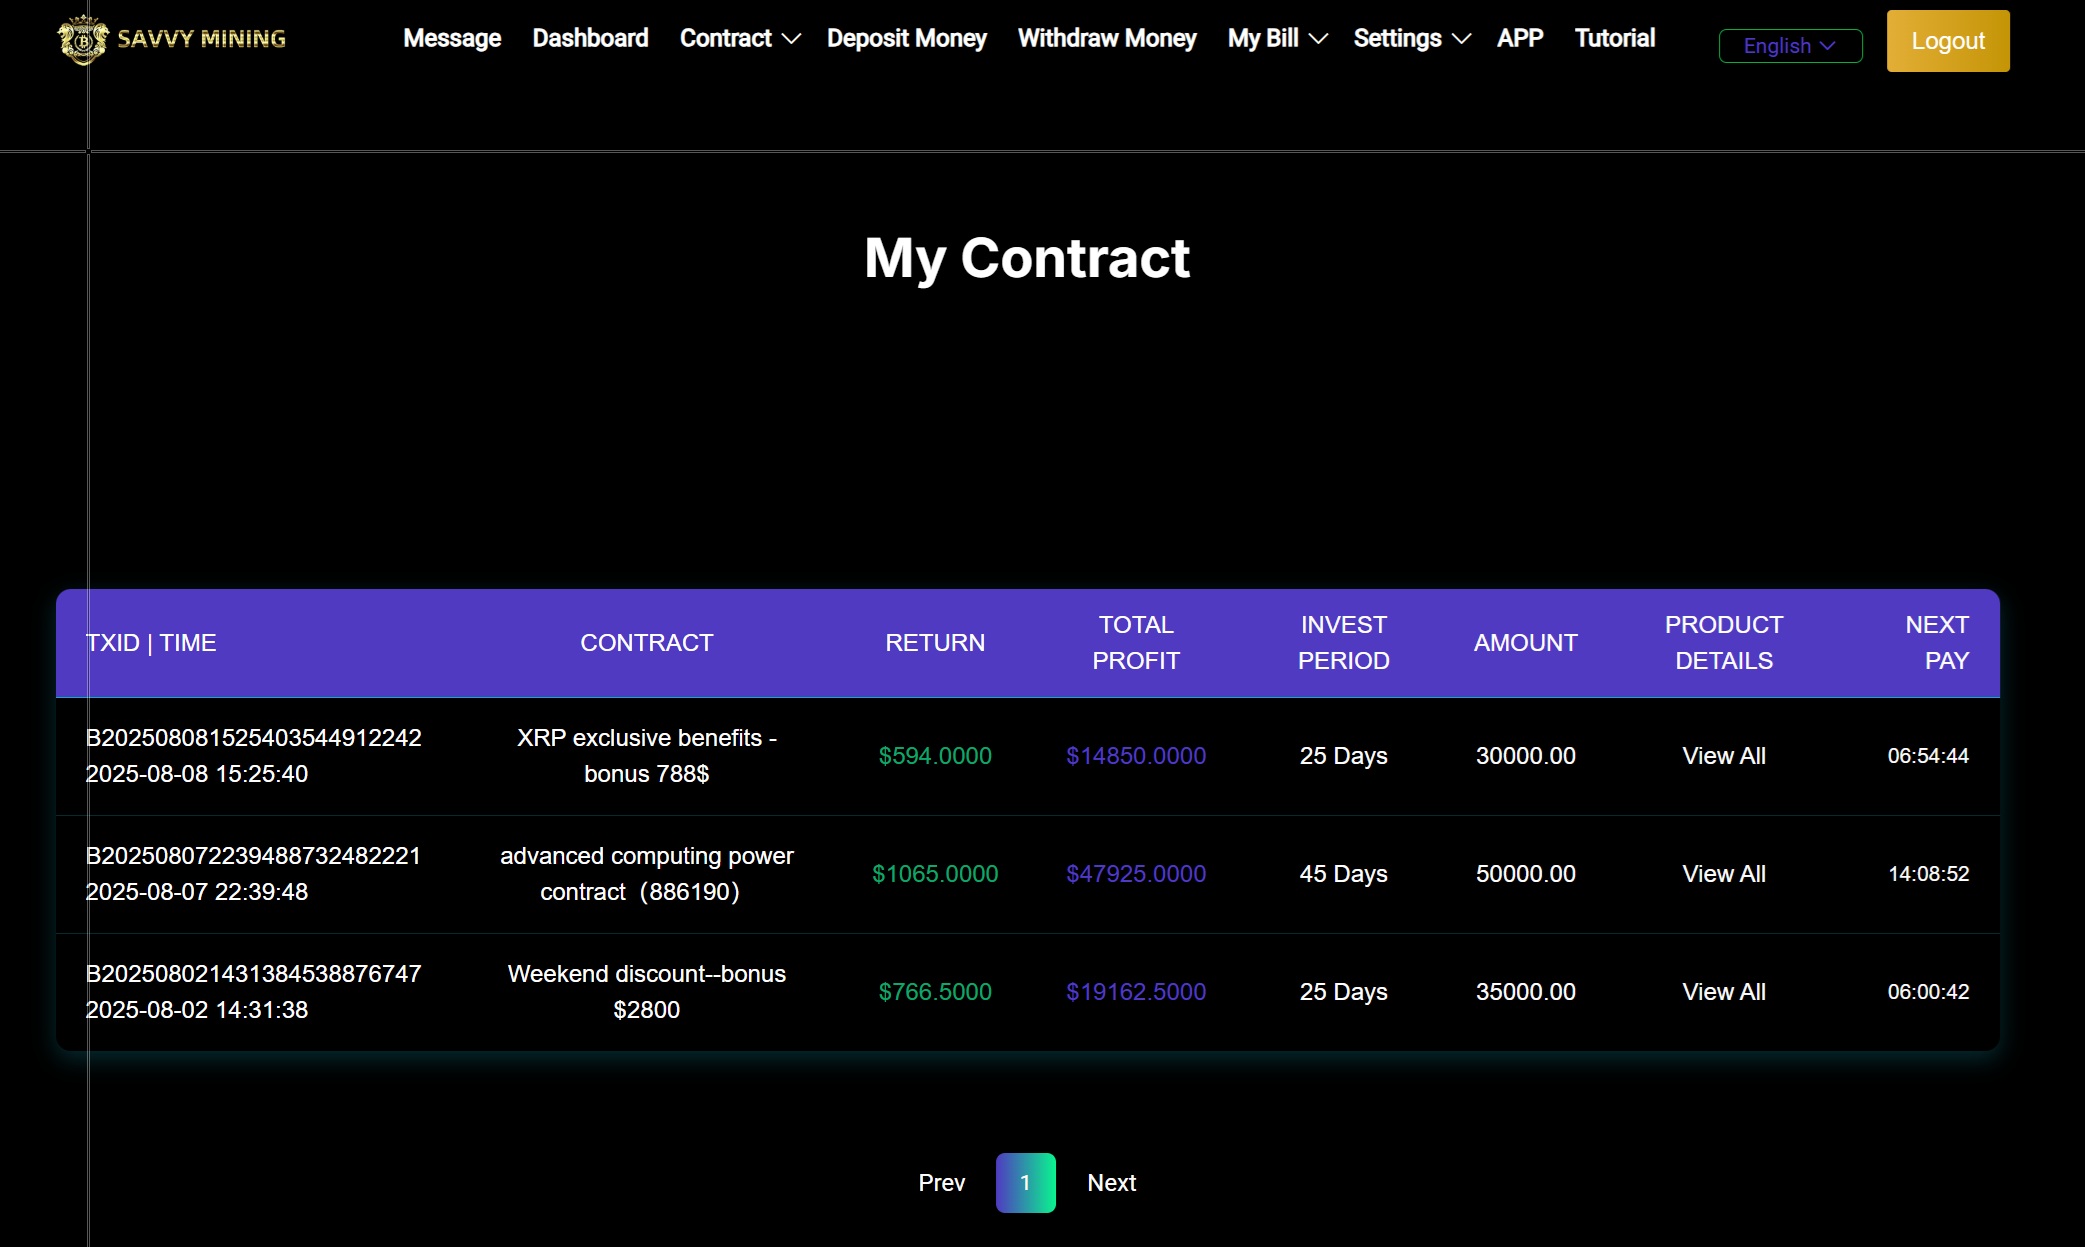 SAVVY MINING
Message Dashboard Contract Deposit Money Withdraw Money My Bill Settings APP Tutorial English Logout
My Contract
TXID | TIME CONTRACT RETURN TOTAL PROFIT INVEST PERIOD AMOUNT PRODUCT DETAILS NEXT PAY
B202508081525403544912242
2025-08-08 15:25:40
XRP exclusive benefits -
bonus 788$
$594.0000 $14850.0000 25 Days 30000.00 View All 06:54:44
B202508072239488732482221
2025-08-07 22:39:48
advanced computing power
contract（886190）
$1065.0000 $47925.0000 45 Days 50000.00 View All 14:08:52
B202508021431384538876747
2025-08-02 14:31:38
Weekend discount--bonus
$2800
$766.5000 $19162.5000 25 Days 35000.00 View All 06:00:42
Prev 1 Next